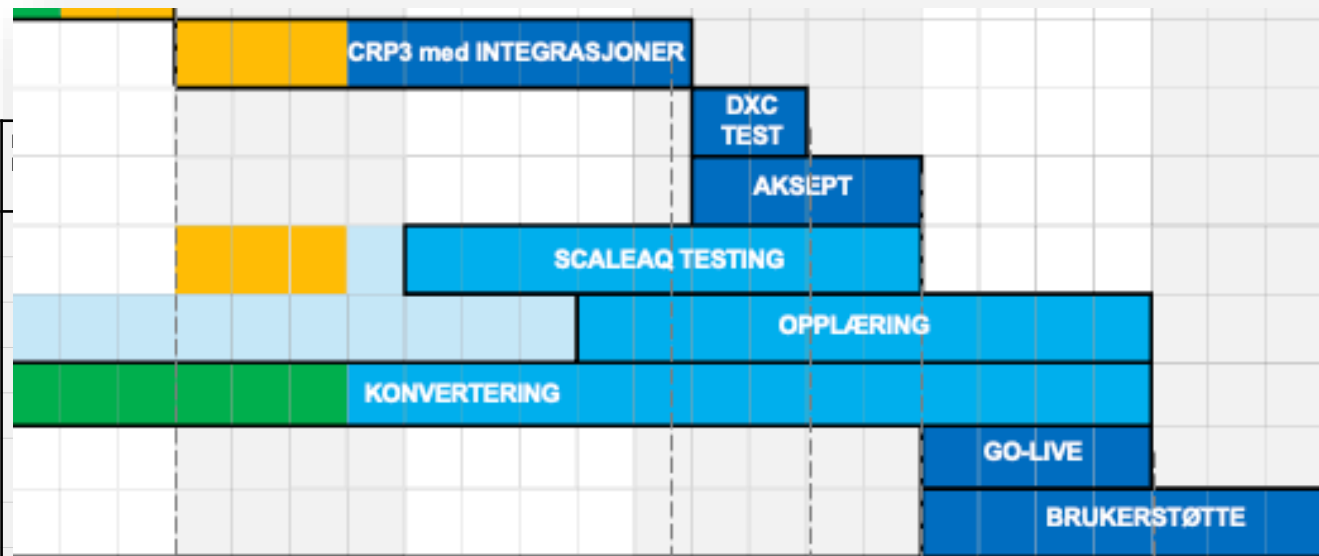 CRP3 med INTEGRASJONER
DXC
TEST
AKSEPT
SCALEAQ TESTING
OPPLÆRING
KONVERTERING
GO-LIVE
BRUKERSTØTTE